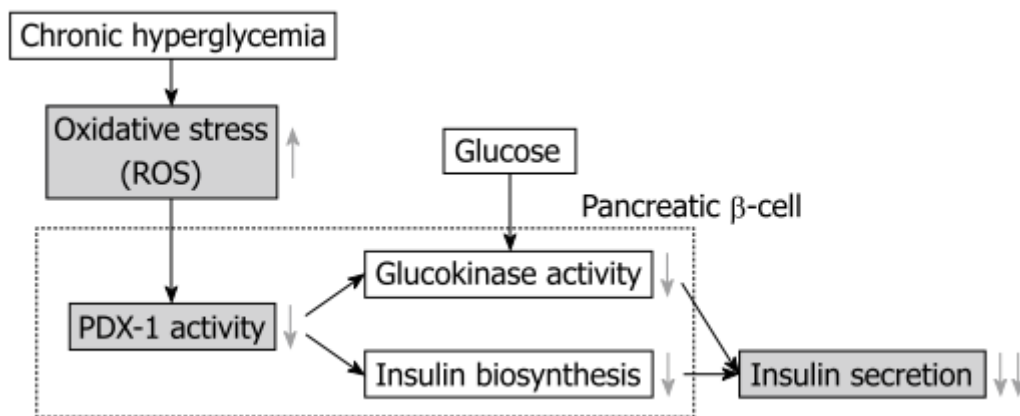 Chronic hyperglycemia
Oxidative stress
(ROS)
Glucose
Pancreatic β-cell
Glucokinase activity
PDX-1 activity
Insulin biosynthesis
Insulin secretion